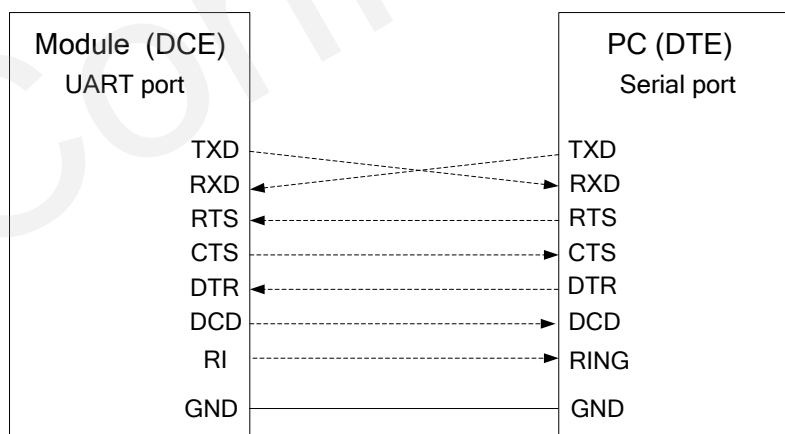 Module (DCE)
UART port
PC (DTE)
Serial port
TXD TXD
RXD RXD
RTS RTS
CTS CTS
DTR DTR
DCD DCD
RI RING
GND GND